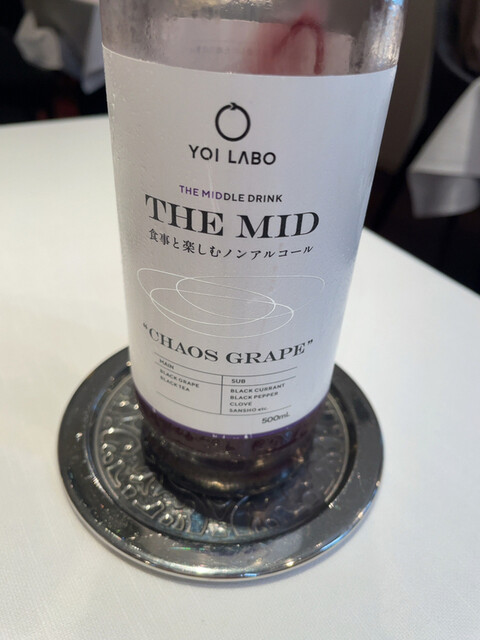 YOI LABO
THE MIDDLE DRINK
THE MID
食事と楽しむノンアルコール
"CHAOS GRAPE"
MAIN
BLACK GRAPE
BLACK TEA
SUB
BLACK CURRANT
BLACK PEPPER
CLOVE
SANSHO etc.
500mL